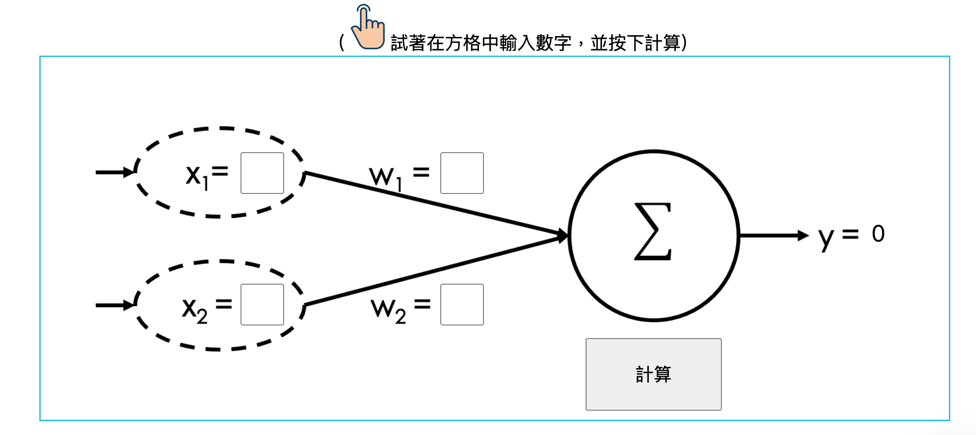 ( 試著在方格中輸入數字，並按下計算)
x₁= w₁ =
Σ y = 0
x₂ = w₂ =
計算